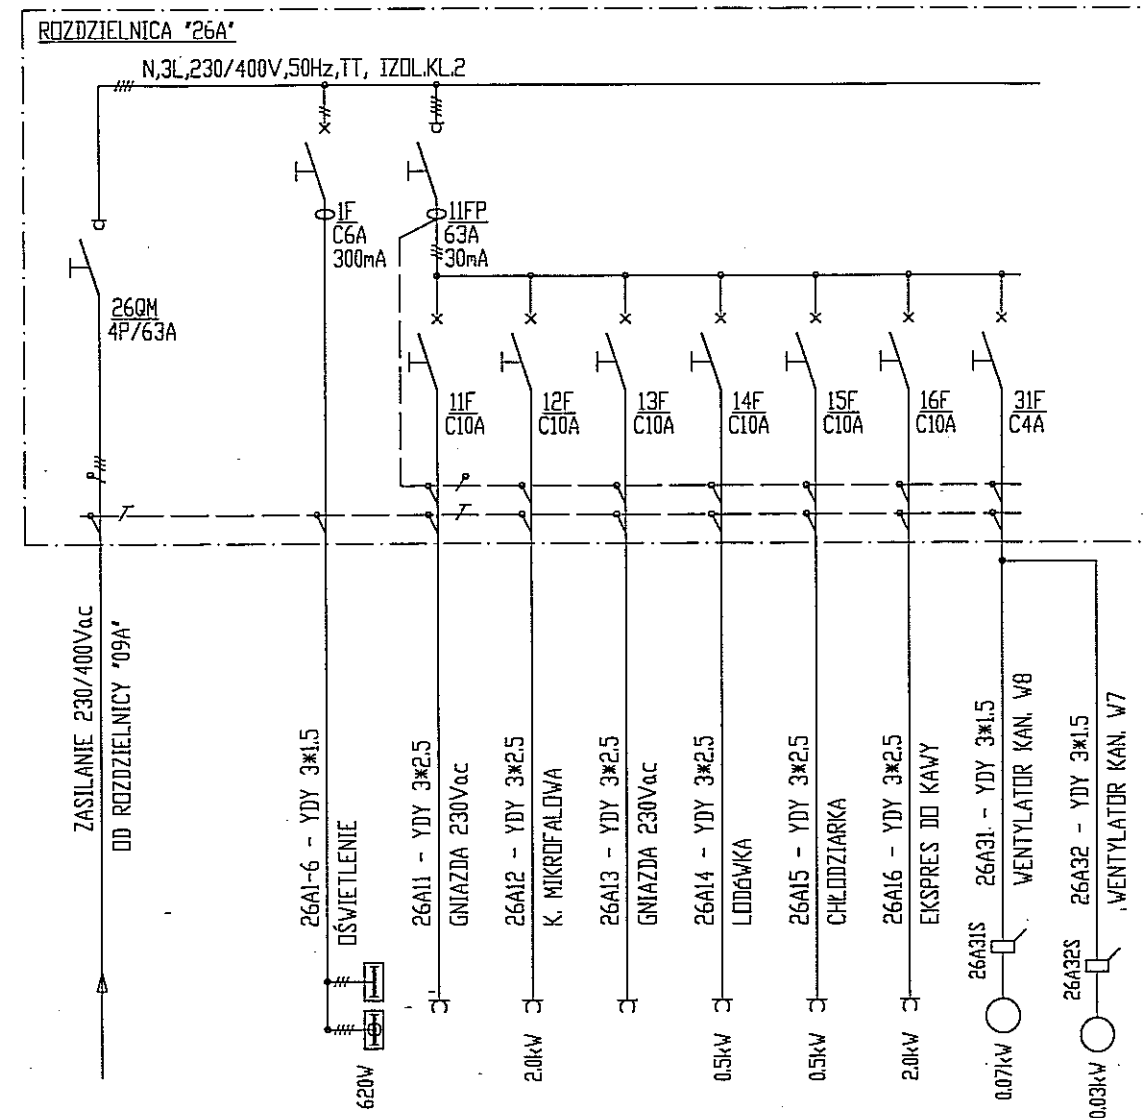 ROZDZIELNICA "26A"
N,3L,230/400V,50Hz,TT, IZOL.KL.2
1F
C6A
300mA
11FP
63A
30mA
26QM
4P/63A
11F
C10A
12F
C10A
13F
C10A
14F
C10A
15F
C10A
16F
C10A
31F
C4A
ZASILANIE 230/400Vac
OD ROZDZIELNICY "09A"
26A1-6 - YDY 3*1.5
OŚWIETLENIE
620W
26A11 - YDY 3*2.5
GNIAZDA 230Vac
26A12 - YDY 3*2.5
K. MIKROFALOWA
2.0kW
26A13 - YDY 3*2.5
GNIAZDA 230Vac
26A14 - YDY 3*2.5
LODÓWKA
0.5kW
26A15 - YDY 3*2.5
CHŁODZIARKA
0.5kW
26A16 - YDY 3*2.5
EKSPRES DO KAWY
2.0kW
26A31 - YDY 3*1.5
WENTYLATOR KAN. W8
26A31S
0.07kW
26A32 - YDY 3*1.5
WENTYLATOR KAN. W7
26A32S
0.03kW